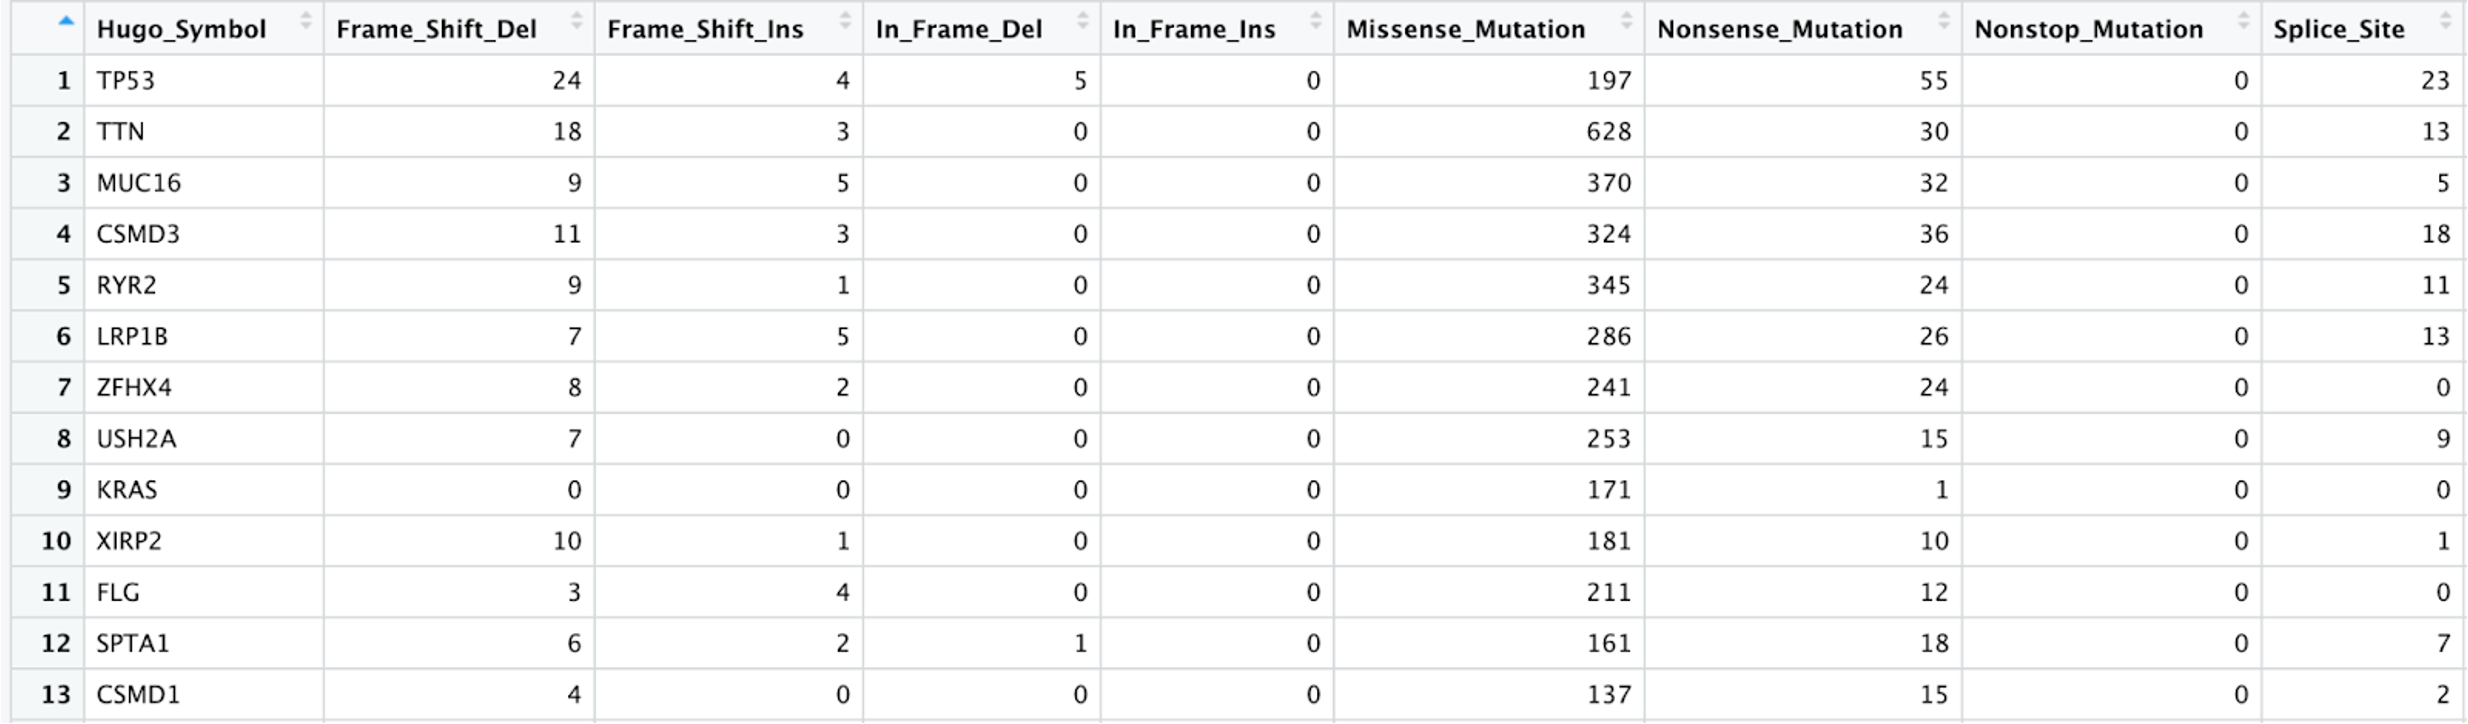 Hugo_Symbol Frame_Shift_Del Frame_Shift_Ins In_Frame_Del In_Frame_Ins Missense_Mutation Nonsense_Mutation Nonstop_Mutation Splice_Site
1 TP53 24 4 5 0 197 55 0 23
2 TTN 18 3 0 0 628 30 0 13
3 MUC16 9 5 0 0 370 32 0 5
4 CSMD3 11 3 0 0 324 36 0 18
5 RYR2 9 1 0 0 345 24 0 11
6 LRP1B 7 5 0 0 286 26 0 13
7 ZFHX4 8 2 0 0 241 24 0 0
8 USH2A 7 0 0 0 253 15 0 9
9 KRAS 0 0 0 0 171 1 0 0
10 XIRP2 10 1 0 0 181 10 0 1
11 FLG 3 4 0 0 211 12 0 0
12 SPTA1 6 2 1 0 161 18 0 7
13 CSMD1 4 0 0 0 137 15 0 2